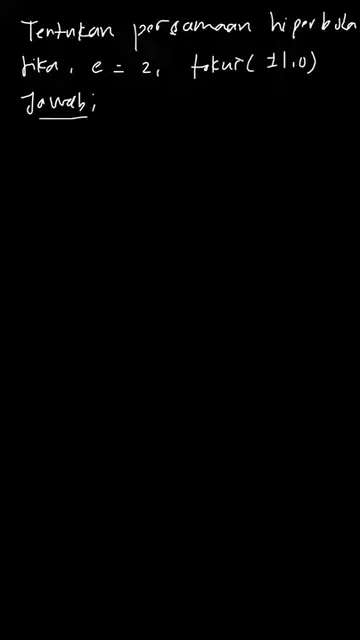 Tentukan persamaan hiperbola
jika, e = 2, fokus (±1,0)
Jawab;